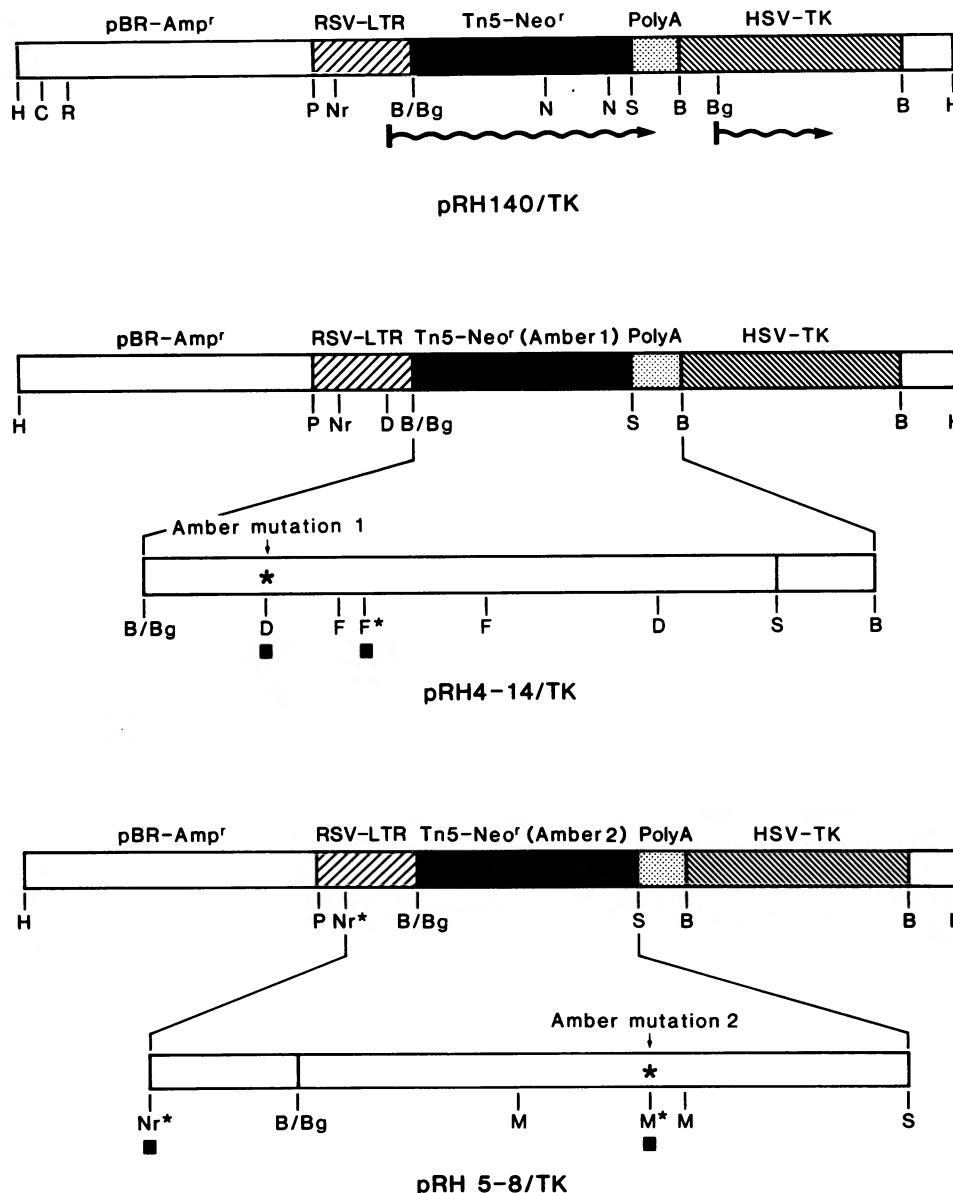 pBR-Ampʳ RSV-LTR Tn5-Neoʳ PolyA HSV-TK
H C R P Nr B/Bg N N S B Bg B H
pRH140/TK
pBR-Ampʳ RSV-LTR Tn5-Neoʳ (Amber 1) PolyA HSV-TK
H P Nr D B/Bg S B B H
Amber mutation 1
*
B/Bg D F F* F D S B
pRH4-14/TK
pBR-Ampʳ RSV-LTR Tn5-Neoʳ (Amber 2) PolyA HSV-TK
H P Nr* B/Bg S B B
Amber mutation 2
*
Nr* B/Bg M M* M S
pRH 5-8/TK